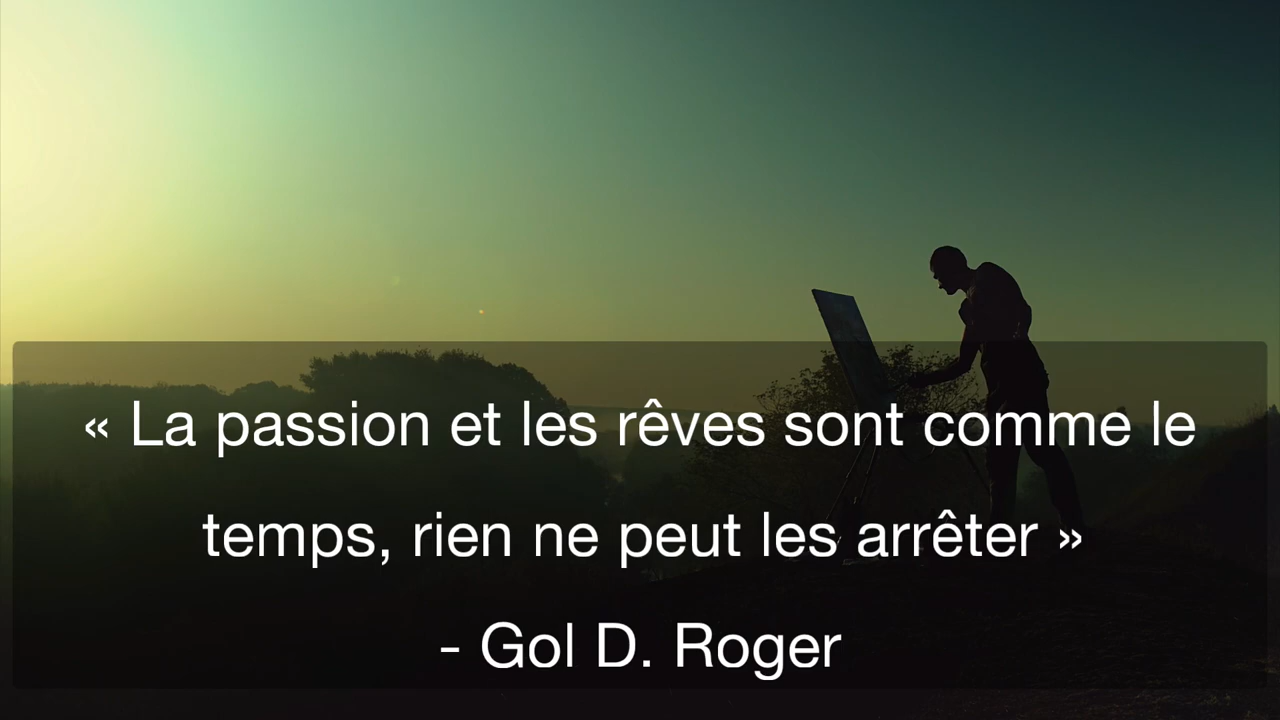 « La passion et les rêves sont comme le
temps, rien ne peut les arrêter »
- Gol D. Roger